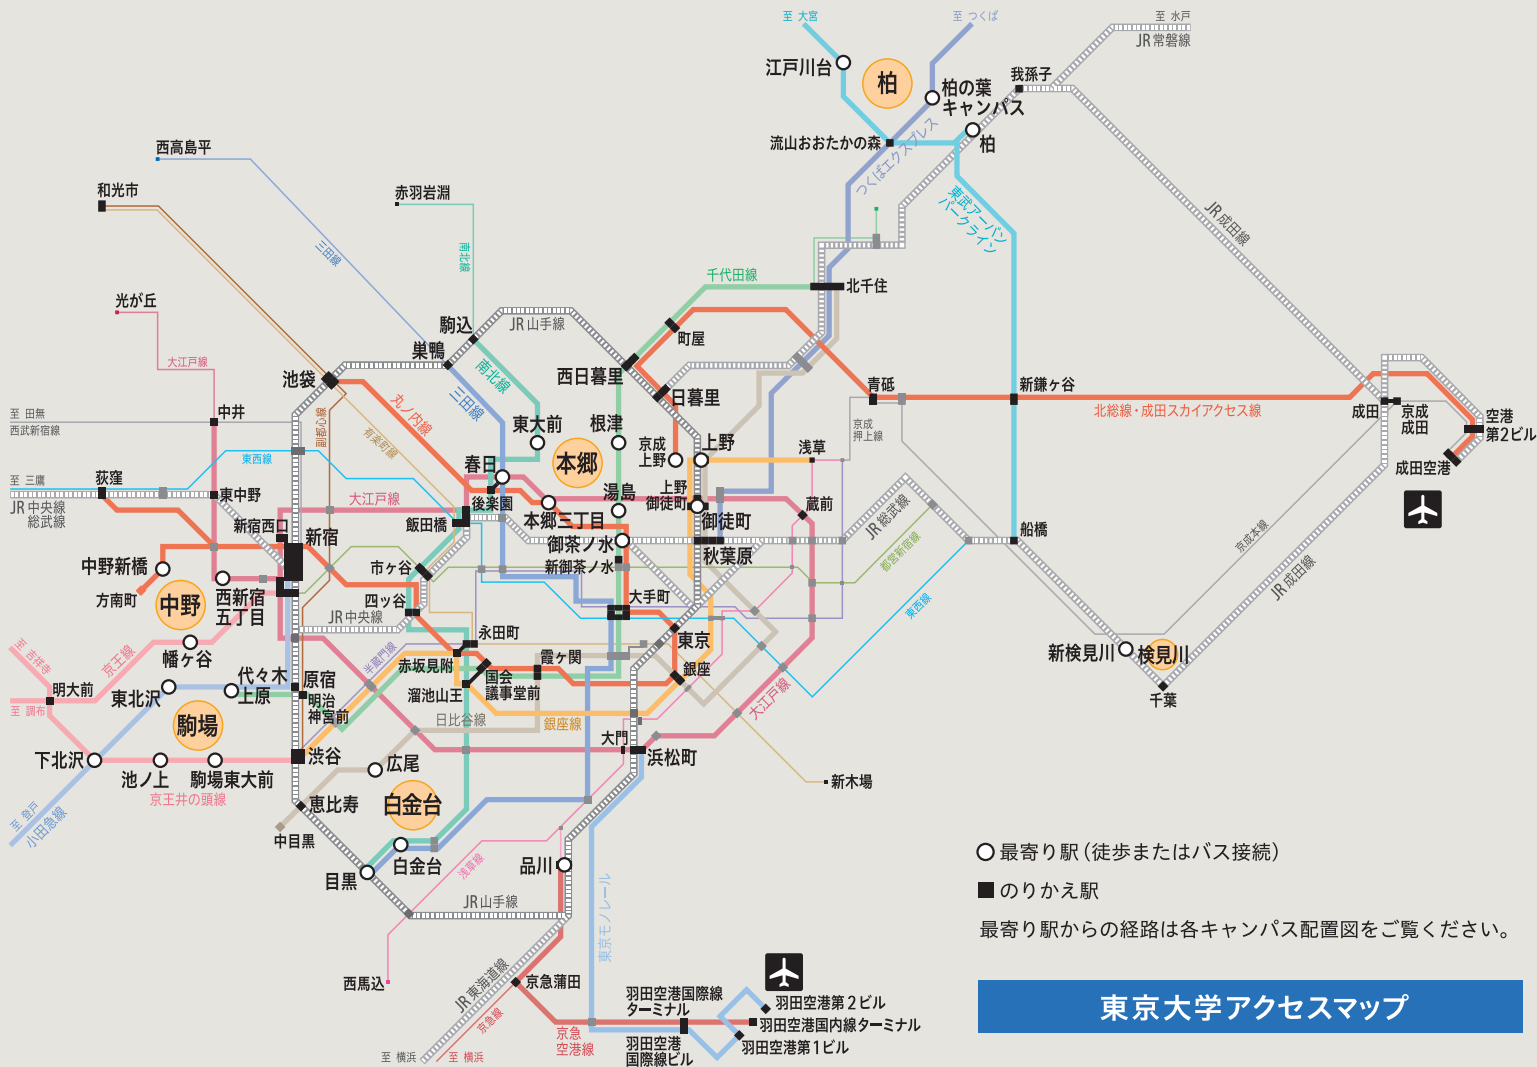 至 大宮
至 つくば
至 水戸
JR常磐線
江戸川台
柏
柏の葉
キャンパス
我孫子
流山おおたかの森
柏
つくばエクスプレス
東武アーバン
パークライン
JR成田線
西高島平
和光市
赤羽岩淵
三田線
南北線
千代田線
北千住
光が丘
大江戸線
駒込
JR山手線
巣鴨
町屋
西日暮里
日暮里
池袋
丸ノ内線
南北線
三田線
青砥
新鎌ヶ谷
北総線・成田スカイアクセス線
成田
京成
成田
空港
第2ビル
成田空港
至 田無
西武新宿線
中井
副都心線
有楽町線
東大前
根津
京成
上野
上野
浅草
京成
押上線
東西線
春日
本郷
至 三鷹
荻窪
東中野
JR中央線
総武線
大江戸線
後楽園
湯島
上野
御徒町
御徒町
蔵前
JR総武線
新宿西口
新宿
飯田橋
本郷三丁目
御茶ノ水
新御茶ノ水
秋葉原
都営新宿線
船橋
京成本線
中野新橋
方南町
中野
西新宿
五丁目
市ヶ谷
四ッ谷
JR中央線
大手町
東西線
JR成田線
至 吉祥寺
京王線
幡ヶ谷
半蔵門線
永田町
赤坂見附
霞ヶ関
東京
銀座
新検見川
検見川
千葉
明大前
至 調布
東北沢
代々木
上原
原宿
明治
神宮前
国会
議事堂前
溜池山王
日比谷線
銀座線
大江戸線
駒場
下北沢
池ノ上
駒場東大前
京王井の頭線
渋谷
広尾
大門
浜松町
新木場
至 登戸
小田急線
恵比寿
白金台
中目黒
目黒
白金台
品川
浅草線
JR山手線
東京モノレール
最寄り駅(徒歩またはバス接続)
のりかえ駅
最寄り駅からの経路は各キャンパス配置図をご覧ください。
西馬込
JR東海道線
京急蒲田
京急線
至 横浜
至 横浜
京急
空港線
羽田空港国際線
ターミナル
羽田空港
国際線ビル
羽田空港第2ビル
羽田空港国内線ターミナル
羽田空港第1ビル
東京大学アクセスマップ